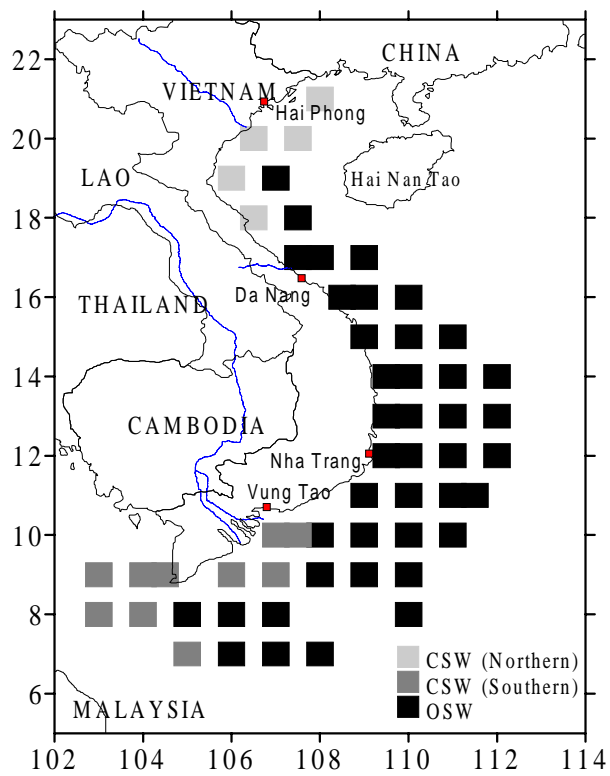 22
20
18
16
14
12
10
8
6
CHINA
VIETNAM
Hai Phong
LAO
Hai Nan Tao
THAILAND
Da Nang
CAMBODIA
Nha Trang
Vung Tao
MALAYSIA
CSW (Northern)
CSW (Southern)
OSW
102 104 106 108 110 112 114